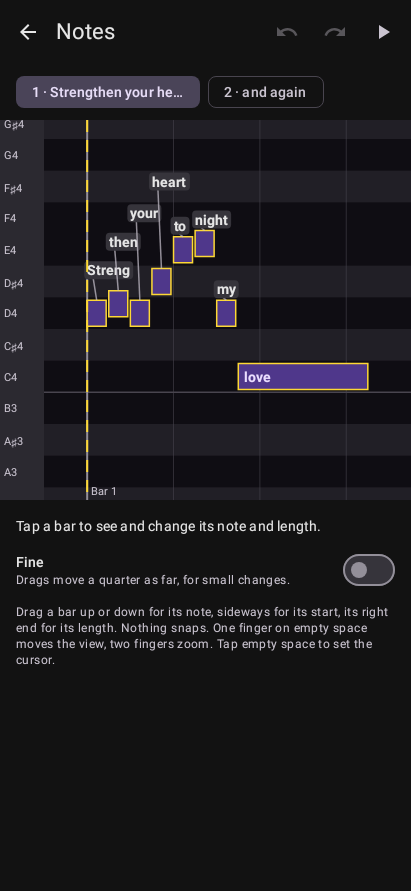 Notes
1 · Strengthen your he…
2 · and again
G♯4
G4
F♯4
heart
F4
your
to
night
E4
then
Streng
D♯4
my
D4
C♯4
C4
love
B3
A♯3
A3
Bar 1
Tap a bar to see and change its note and length.
Fine
Drags move a quarter as far, for small changes.
Drag a bar up or down for its note, sideways for its start, its right
end for its length. Nothing snaps. One finger on empty space
moves the view, two fingers zoom. Tap empty space to set the
cursor.